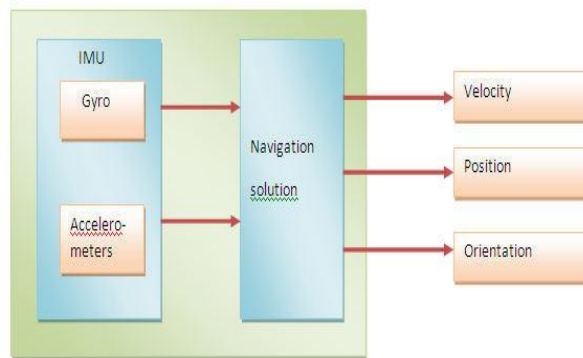 IMU
Gyro
Accelero-
meters
Navigation
solution
Velocity
Position
Orientation